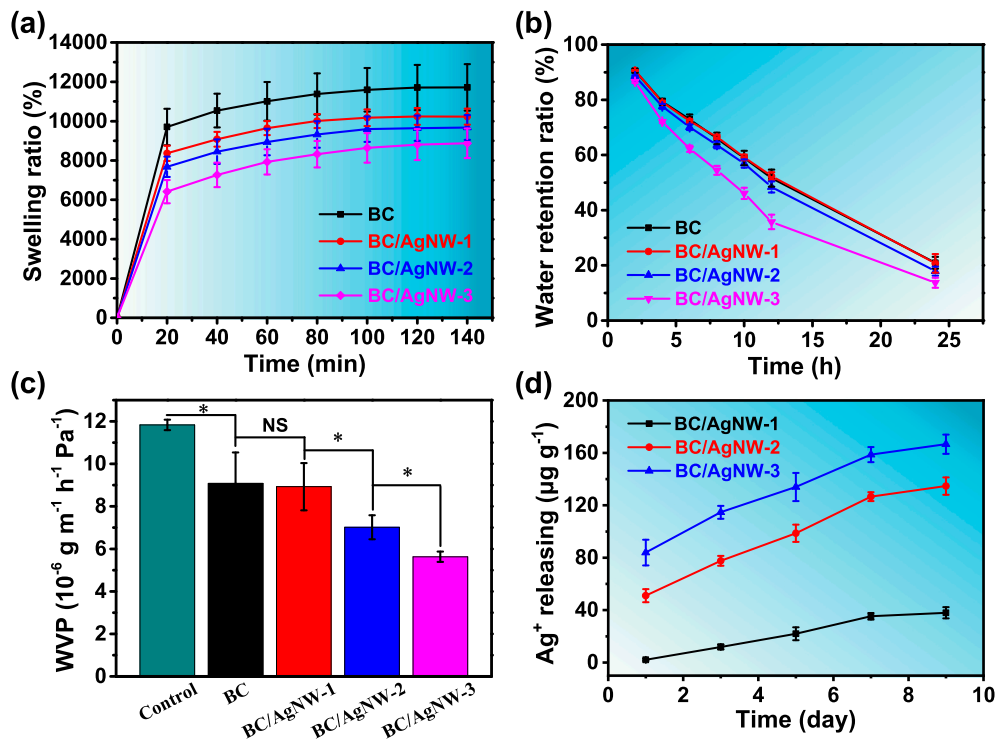 (a)
14000
12000
10000
8000
6000
4000
2000
0
Swelling ratio (%)
0 20 40 60 80 100 120 140
Time (min)
BC
BC/AgNW-1
BC/AgNW-2
BC/AgNW-3
(b)
100
80
60
40
20
0
Water retention ratio (%)
0 5 10 15 20 25
Time (h)
BC
BC/AgNW-1
BC/AgNW-2
BC/AgNW-3
(c)
12
10
8
6
4
2
0
WVP (10⁻⁶ g m⁻¹ h⁻¹ Pa⁻¹)
*
NS
*
*
Control BC BC/AgNW-1 BC/AgNW-2 BC/AgNW-3
(d)
200
160
120
80
40
0
Ag⁺ releasing (µg g⁻¹)
0 2 4 6 8 10
Time (day)
BC/AgNW-1
BC/AgNW-2
BC/AgNW-3